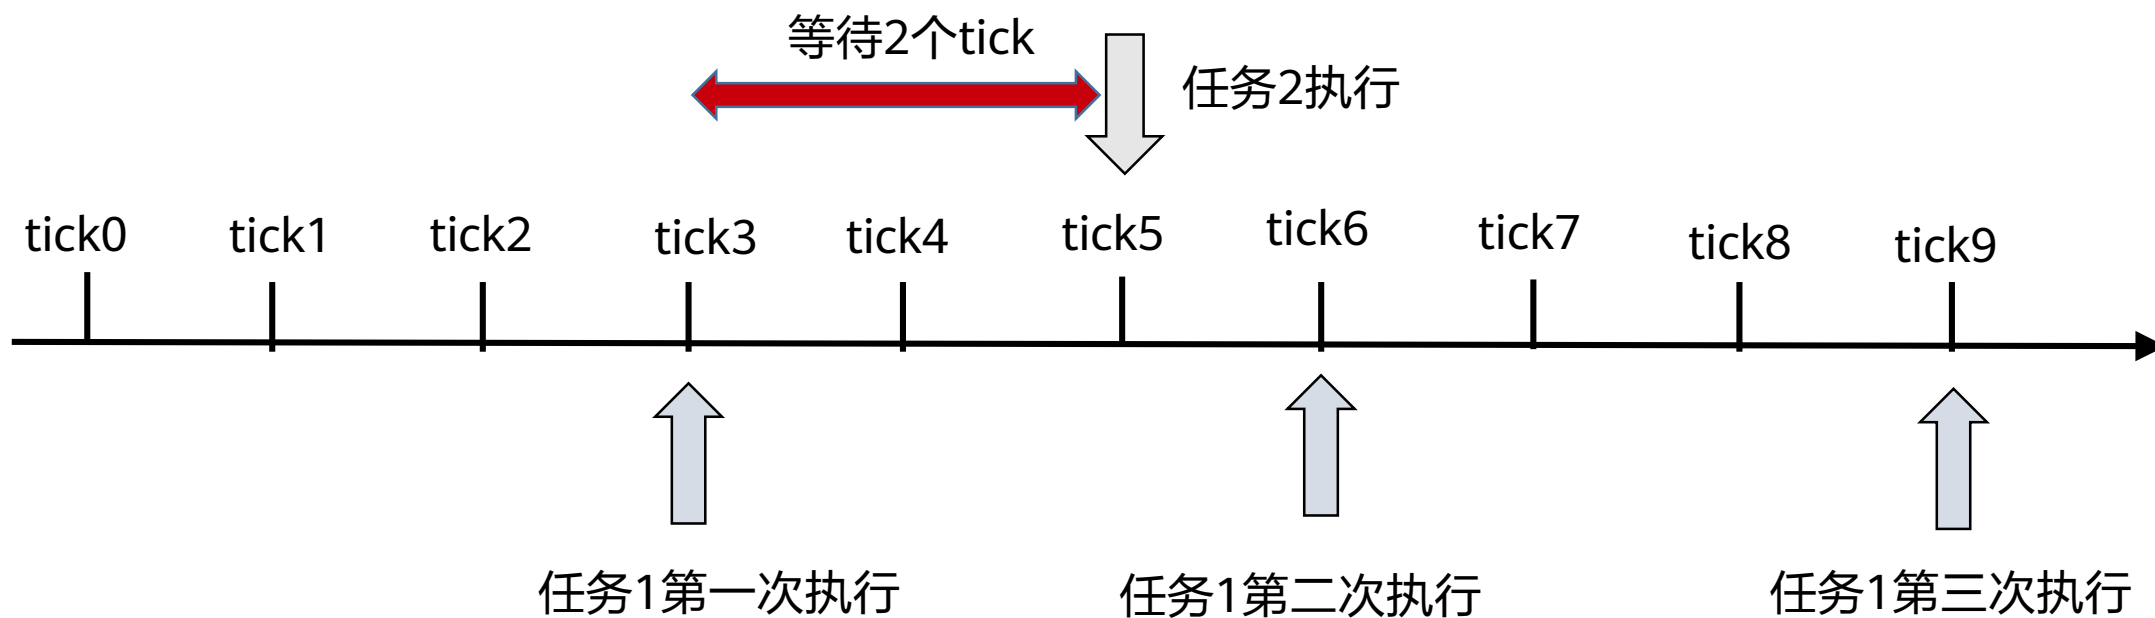 等待2个tick
任务2执行
tick0
tick1
tick2
tick3
tick4
tick5
tick6
tick7
tick8
tick9
任务1第一次执行
任务1第二次执行
任务1第三次执行